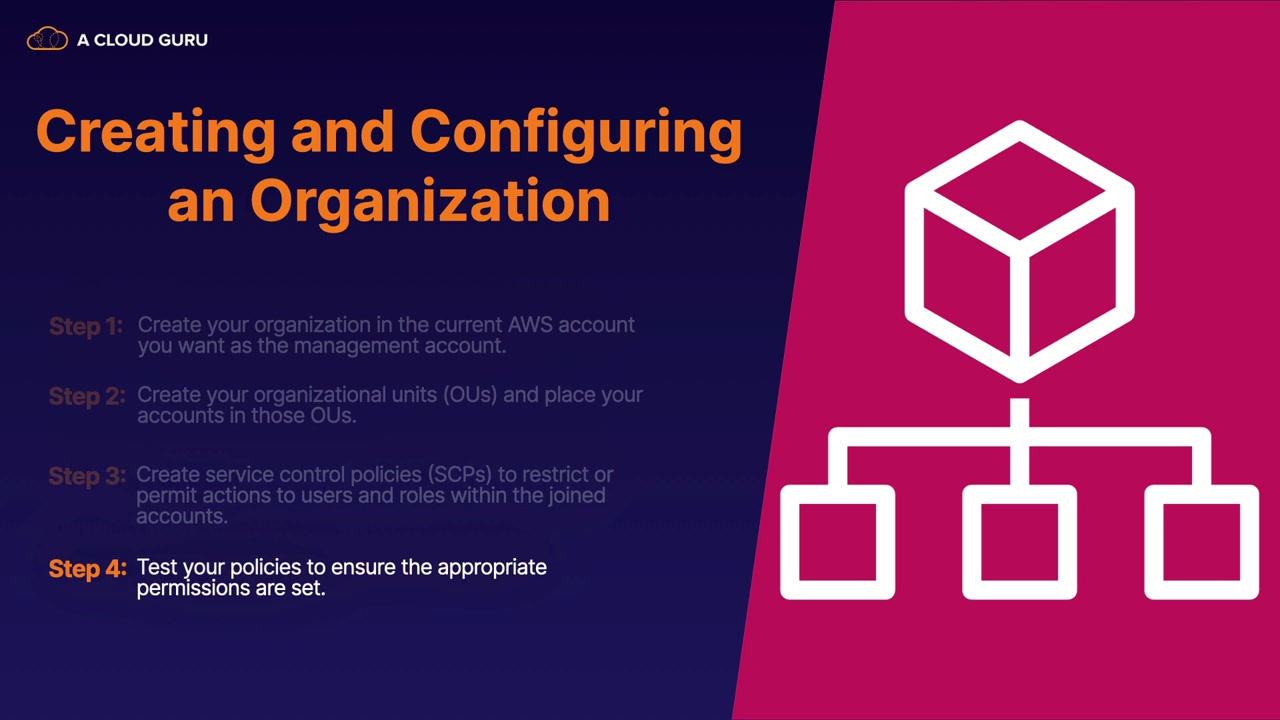 A CLOUD GURU
Creating and Configuring
an Organization
Step 1: Create your organization in the current AWS account
you want as the management account.
Step 2: Create your organizational units (OUs) and place your
accounts in those OUs.
Step 3: Create service control policies (SCPs) to restrict or
permit actions to users and roles within the joined
accounts.
Step 4: Test your policies to ensure the appropriate
permissions are set.